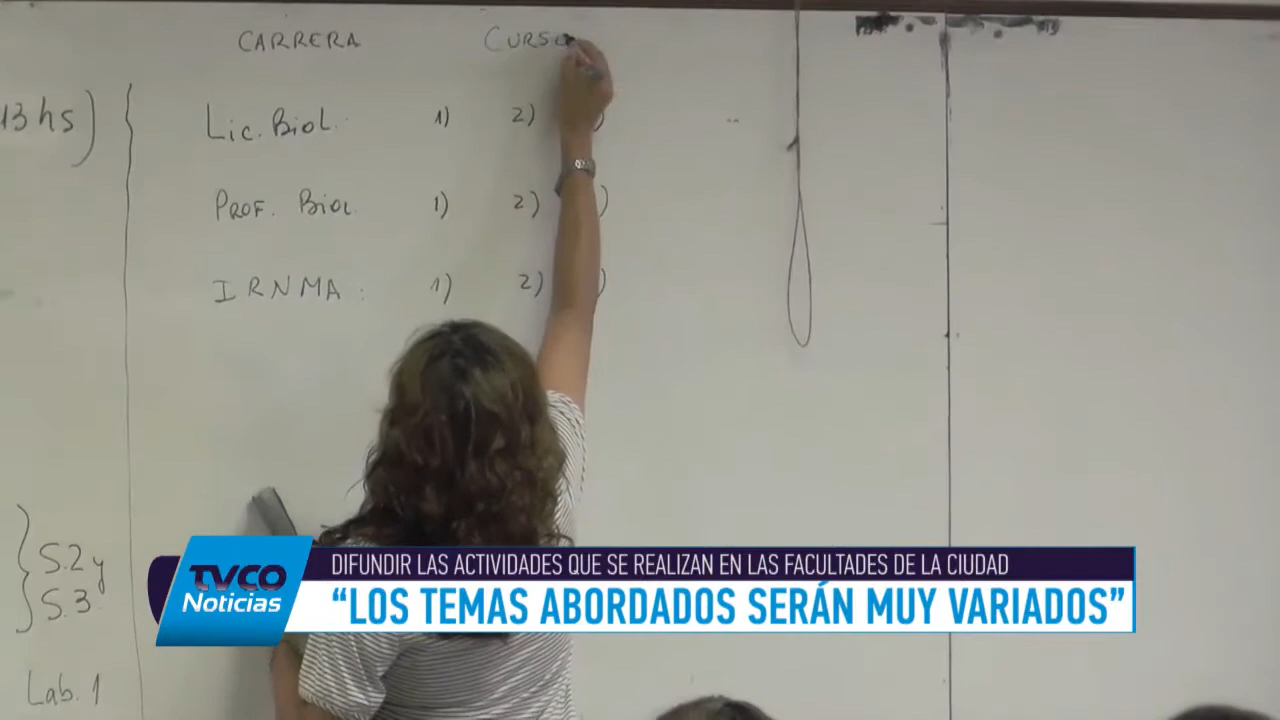 CARRERA CURSO
13 hs)
Lic. Biol. 1) 2) )
PROF. Biol. 1) 2) )
IRNMA: 1) 2) )
S.2 y
S.3
Lab. 1
TVCO
Noticias
DIFUNDIR LAS ACTIVIDADES QUE SE REALIZAN EN LAS FACULTADES DE LA CIUDAD
“LOS TEMAS ABORDADOS SERÁN MUY VARIADOS”